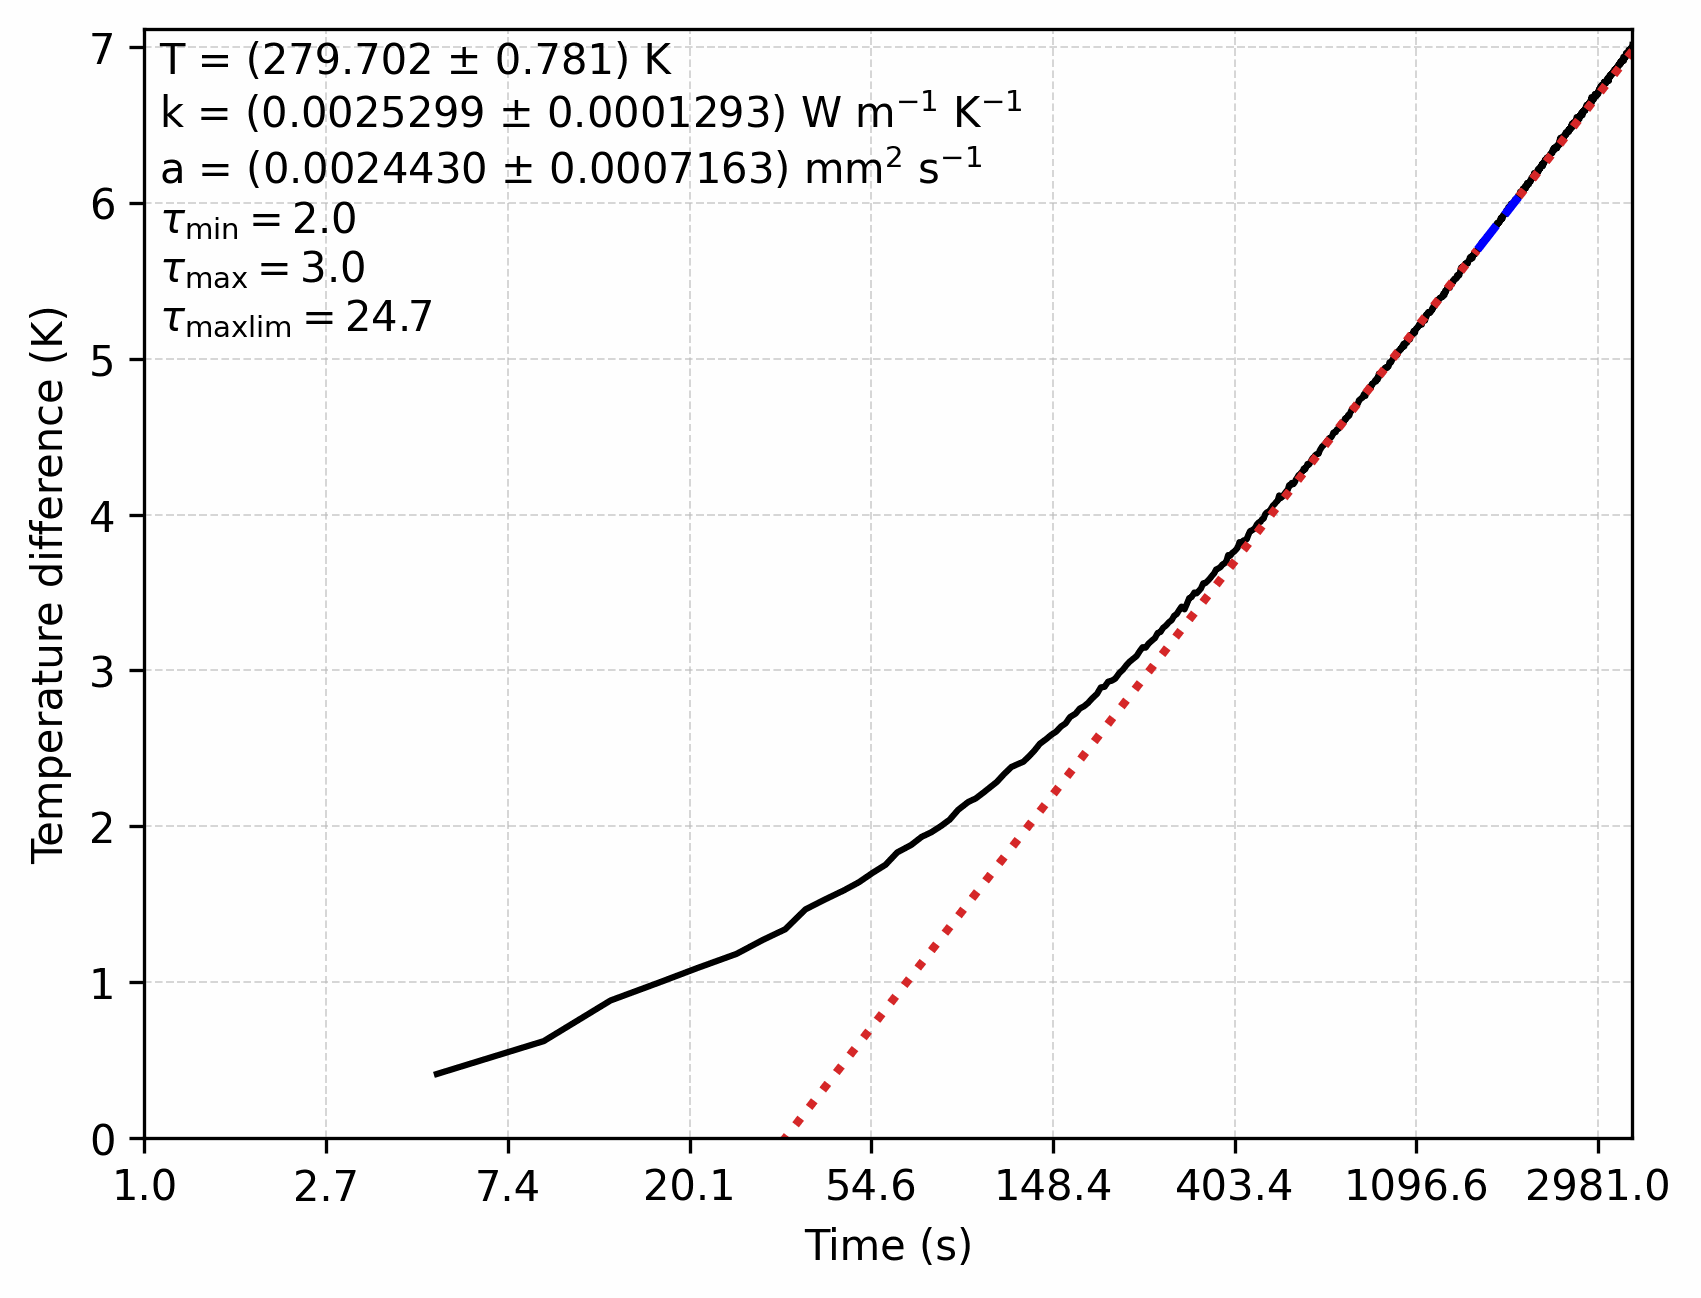 T = (279.702 ± 0.781) K
k = (0.0025299 ± 0.0001293) W m⁻¹ K⁻¹
a = (0.0024430 ± 0.0007163) mm² s⁻¹
τmin = 2.0
τmax = 3.0
τmaxlim = 24.7
Temperature difference (K)
7
6
5
4
3
2
1
0
1.0 2.7 7.4 20.1 54.6 148.4 403.4 1096.6 2981.0
Time (s)